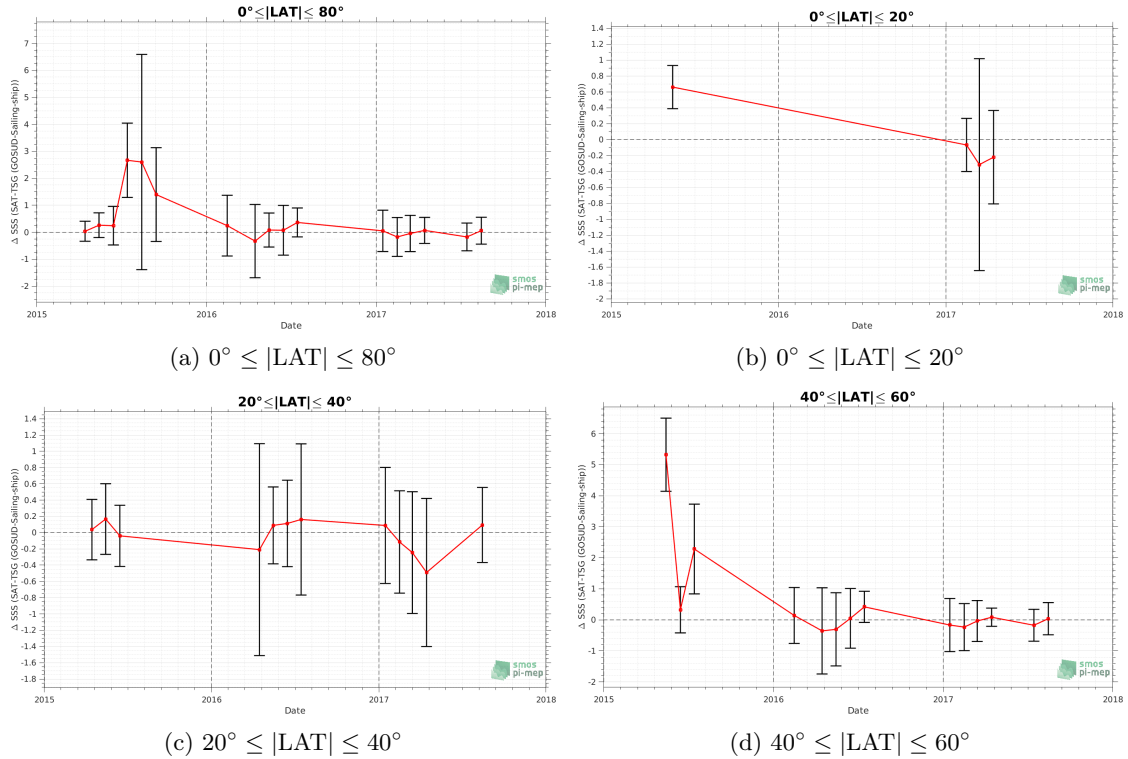 0°≤|LAT|≤ 80°
7
6
5
4
3
2
1
0
-1
-2
Δ SSS (SAT-TSG (GOSUD-Sailing-ship))
2015
2016
2017
2018
Date
smos
pi-mep
(a) 0° ≤ |LAT| ≤ 80°
0°≤|LAT|≤ 20°
1.4
1.2
1
0.8
0.6
0.4
0.2
0
-0.2
-0.4
-0.6
-0.8
-1
-1.2
-1.4
-1.6
-1.8
-2
Δ SSS (SAT-TSG (GOSUD-Sailing-ship))
2015
2016
2017
2018
Date
smos
pi-mep
(b) 0° ≤ |LAT| ≤ 20°
20°≤|LAT|≤ 40°
1.4
1.2
1
0.8
0.6
0.4
0.2
0
-0.2
-0.4
-0.6
-0.8
-1
-1.2
-1.4
-1.6
-1.8
Δ SSS (SAT-TSG (GOSUD-Sailing-ship))
2015
2016
2017
2018
Date
smos
pi-mep
(c) 20° ≤ |LAT| ≤ 40°
40°≤|LAT|≤ 60°
6
5
4
3
2
1
0
-1
-2
Δ SSS (SAT-TSG (GOSUD-Sailing-ship))
2015
2016
2017
2018
Date
smos
pi-mep
(d) 40° ≤ |LAT| ≤ 60°